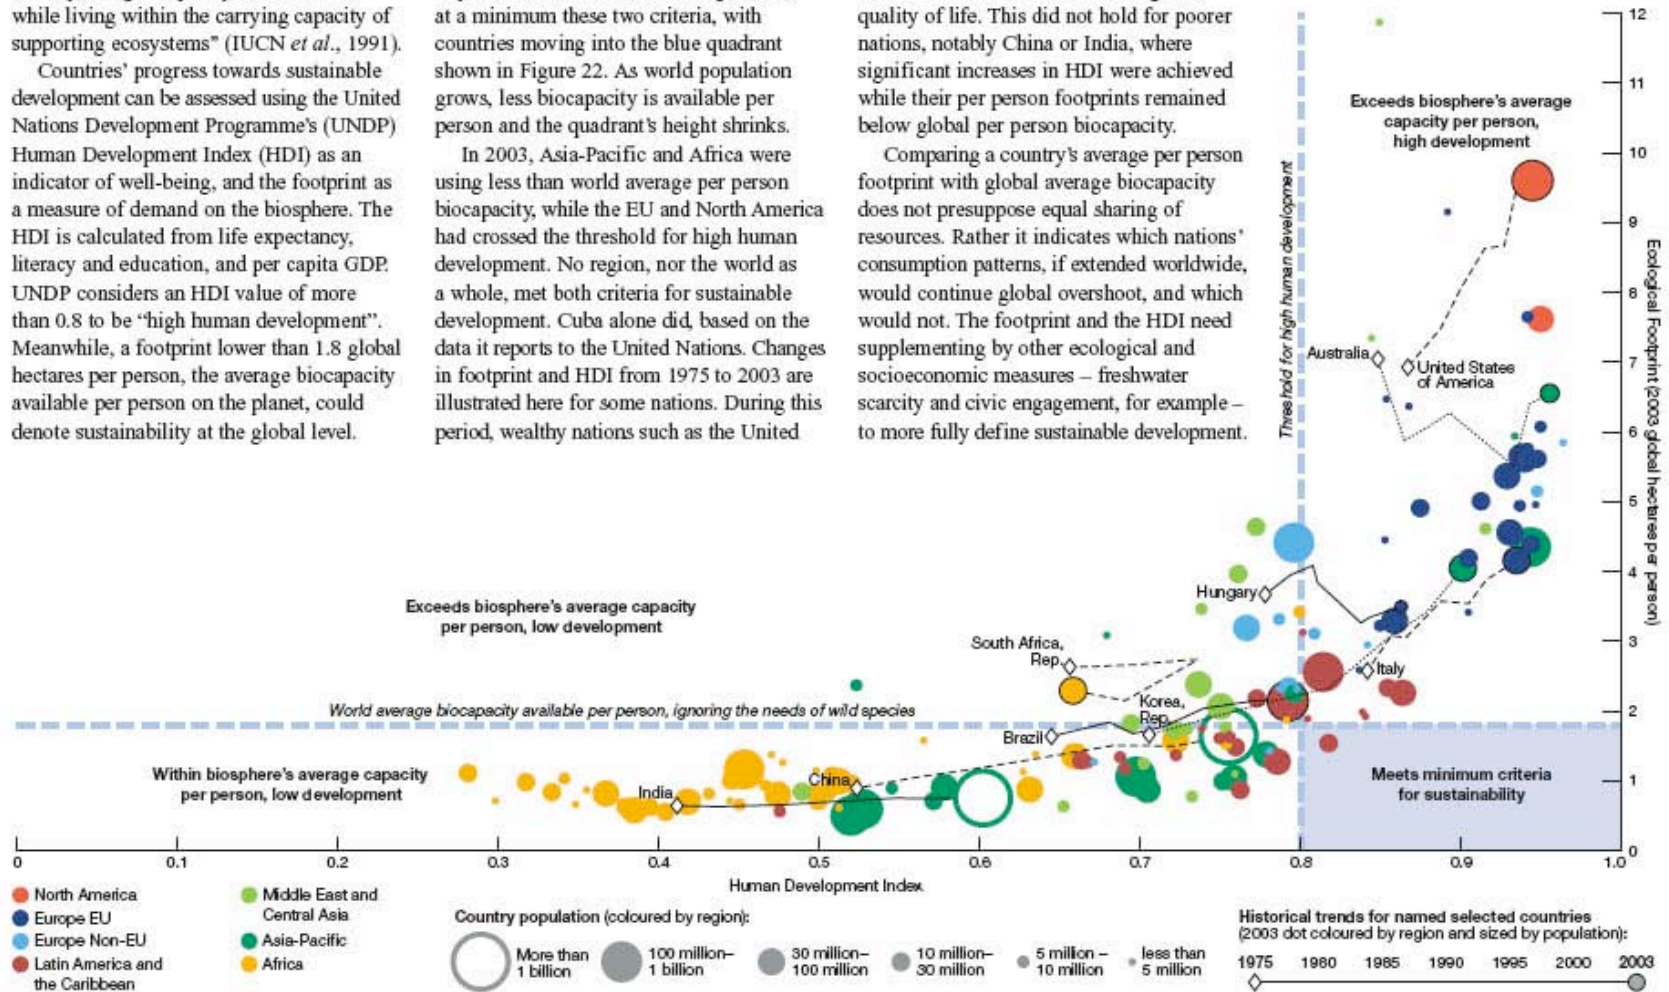 while living within the carrying capacity of
supporting ecosystems” (IUCN et al., 1991).
Countries’ progress towards sustainable
development can be assessed using the United
Nations Development Programme’s (UNDP)
Human Development Index (HDI) as an
indicator of well-being, and the footprint as
a measure of demand on the biosphere. The
HDI is calculated from life expectancy,
literacy and education, and per capita GDP.
UNDP considers an HDI value of more
than 0.8 to be “high human development”.
Meanwhile, a footprint lower than 1.8 global
hectares per person, the average biocapacity
available per person on the planet, could
denote sustainability at the global level.
at a minimum these two criteria, with
countries moving into the blue quadrant
shown in Figure 22. As world population
grows, less biocapacity is available per
person and the quadrant’s height shrinks.
In 2003, Asia-Pacific and Africa were
using less than world average per person
biocapacity, while the EU and North America
had crossed the threshold for high human
development. No region, nor the world as
a whole, met both criteria for sustainable
development. Cuba alone did, based on the
data it reports to the United Nations. Changes
in footprint and HDI from 1975 to 2003 are
illustrated here for some nations. During this
period, wealthy nations such as the United
quality of life. This did not hold for poorer
nations, notably China or India, where
significant increases in HDI were achieved
while their per person footprints remained
below global per person biocapacity.
Comparing a country’s average per person
footprint with global average biocapacity
does not presuppose equal sharing of
resources. Rather it indicates which nations’
consumption patterns, if extended worldwide,
would continue global overshoot, and which
would not. The footprint and the HDI need
supplementing by other ecological and
socioeconomic measures – freshwater
scarcity and civic engagement, for example –
to more fully define sustainable development.
Threshold for high human development
Exceeds biosphere’s average
capacity per person,
high development
12
11
10
9
8
7
6
5
4
3
2
1
0
Ecological Footprint (2003 global hectares per person)
Australia
United States
of America
Hungary
South Africa,
Rep.
Italy
Korea,
Rep.
Brazil
China
India
Exceeds biosphere’s average capacity
per person, low development
World average biocapacity available per person, ignoring the needs of wild species
Within biosphere’s average capacity
per person, low development
Meets minimum criteria
for sustainability
0 0.1 0.2 0.3 0.4 0.5 0.6 0.7 0.8 0.9 1.0
Human Development Index
North America
Europe EU
Europe Non-EU
Latin America and
the Caribbean
Middle East and
Central Asia
Asia-Pacific
Africa
Country population (coloured by region):
More than
1 billion
100 million–
1 billion
30 million–
100 million
10 million–
30 million
5 million –
10 million
less than
5 million
Historical trends for named selected countries
(2003 dot coloured by region and sized by population):
1975 1980 1985 1990 1995 2000 2003